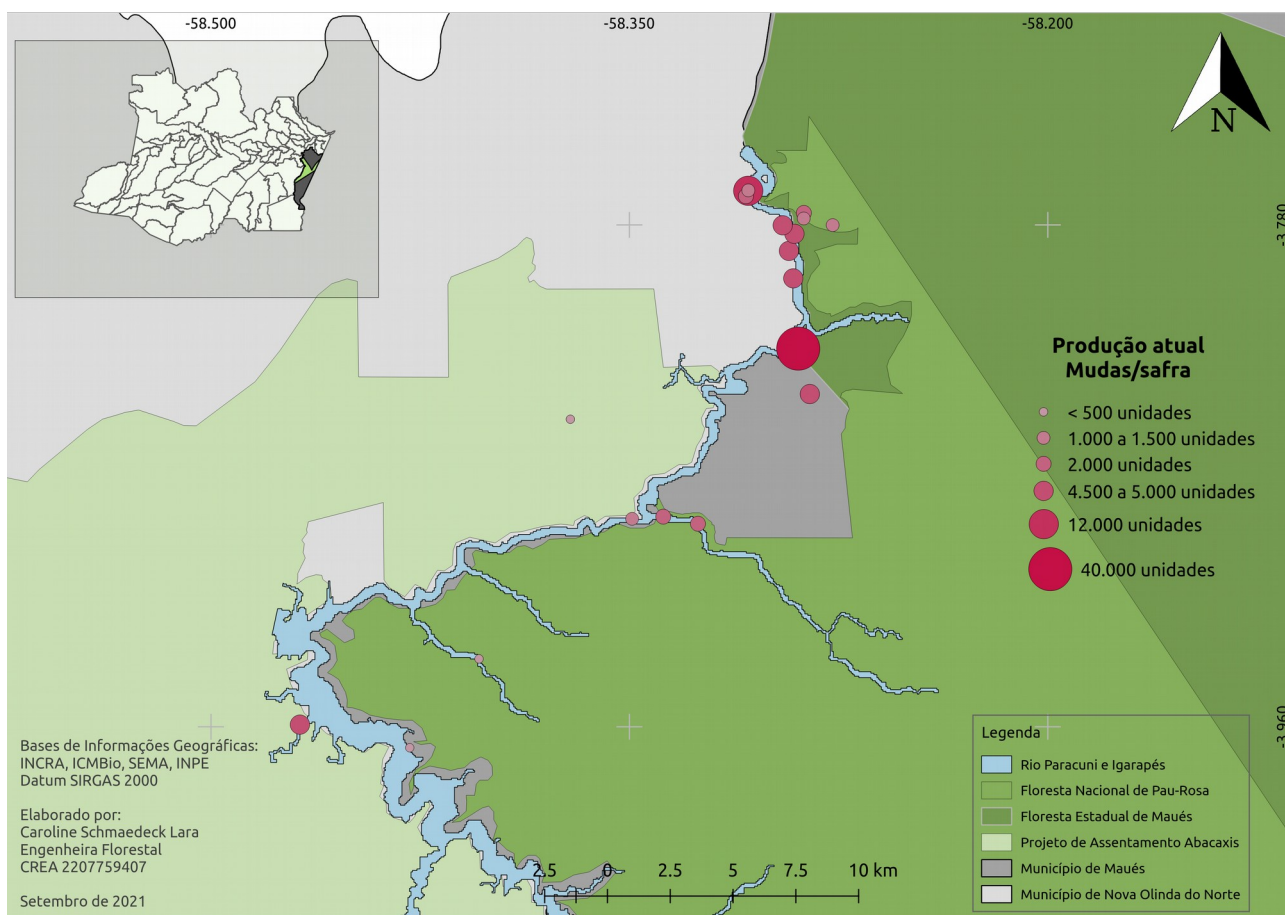 -58.500
-58.350
-58.200
N
-3.780
Produção atual
Mudas/safra
< 500 unidades
1.000 a 1.500 unidades
2.000 unidades
4.500 a 5.000 unidades
12.000 unidades
40.000 unidades
-3.960
Bases de Informações Geográficas:
INCRA, ICMBio, SEMA, INPE
Datum SIRGAS 2000
Elaborado por:
Caroline Schmaedeck Lara
Engenheira Florestal
CREA 2207759407
Setembro de 2021
2.5 0 2.5 5 7.5 10 km
Legenda
Rio Paracuni e Igarapés
Floresta Nacional de Pau-Rosa
Floresta Estadual de Maués
Projeto de Assentamento Abacaxis
Município de Maués
Município de Nova Olinda do Norte